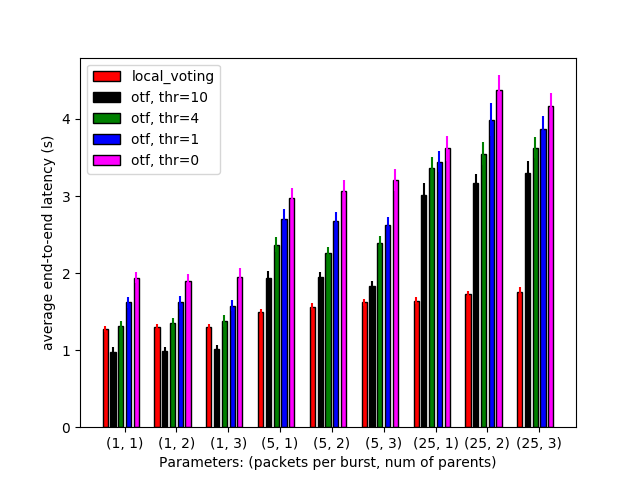 local_voting
otf, thr=10
otf, thr=4
otf, thr=1
otf, thr=0
average end-to-end latency (s)
4
3
2
1
0
(1, 1) (1, 2) (1, 3) (5, 1) (5, 2) (5, 3) (25, 1) (25, 2) (25, 3)
Parameters: (packets per burst, num of parents)